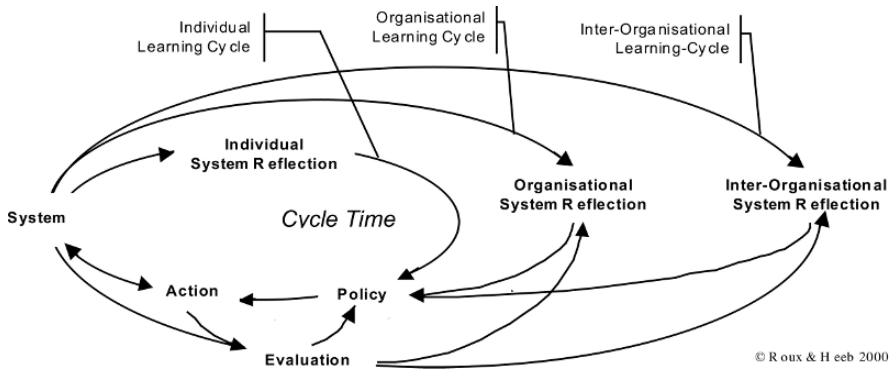 Individual
Learning Cycle
Organisational
Learning Cycle
Inter-Organisational
Learning-Cycle
Individual
System Reflection
Organisational
System Reflection
Inter-Organisational
System Reflection
System
Cycle Time
Action
Policy
Evaluation
© Roux & Heeb 2000